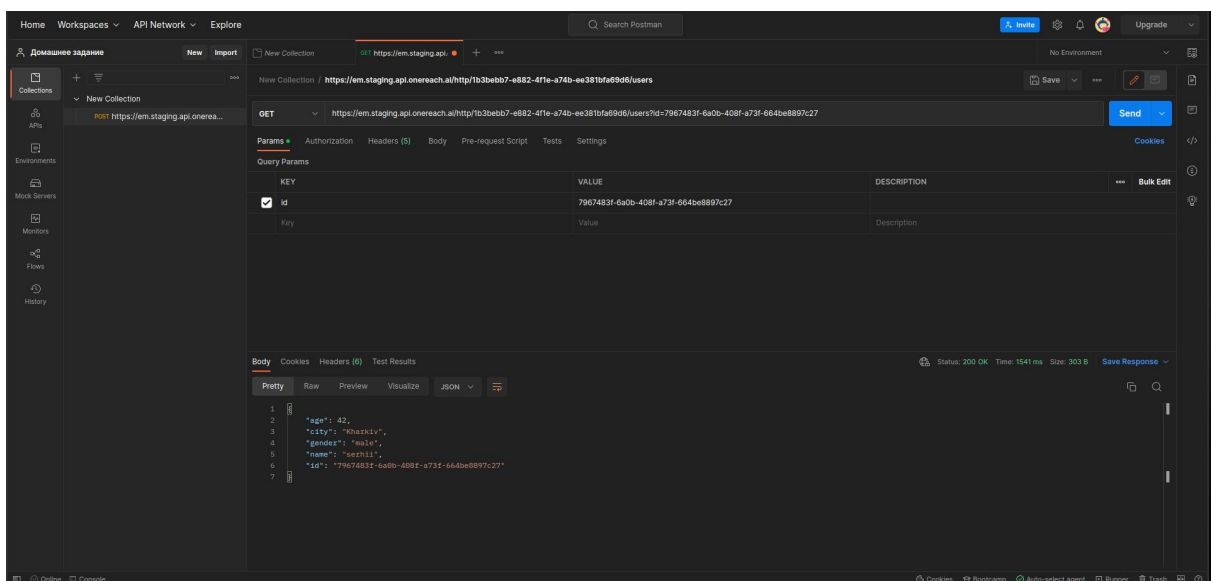 Home Workspaces API Network Explore Search Postman Invite Upgrade
Домашнее задание New Import New Collection GET https://em.staging.api. No Environment
Collections
New Collection / https://em.staging.api.onereach.ai/http/1b3bebb7-e882-4f1e-a74b-ee381bfa69d6/users Save
New Collection
POST https://em.staging.api.onerea...
GET https://em.staging.api.onereach.ai/http/1b3bebb7-e882-4f1e-a74b-ee381bfa69d6/users?id=7967483f-6a0b-408f-a73f-664be8897c27 Send
APIs
Params Authorization Headers (5) Body Pre-request Script Tests Settings Cookies
Environments
Query Params
KEY VALUE DESCRIPTION Bulk Edit
Mock Servers
id 7967483f-6a0b-408f-a73f-664be8897c27
Key Value Description
Monitors
Flows
History
Body Cookies Headers (6) Test Results Status: 200 OK Time: 1541 ms Size: 303 B Save Response
Pretty Raw Preview Visualize JSON
1 {
2 "age": 42,
3 "city": "Kharkiv",
4 "gender": "male",
5 "name": "serhii",
6 "id": "7967483f-6a0b-408f-a73f-664be8897c27"
7 }
Online Console Cookies Bootcamp Auto-select agent Runner Trash